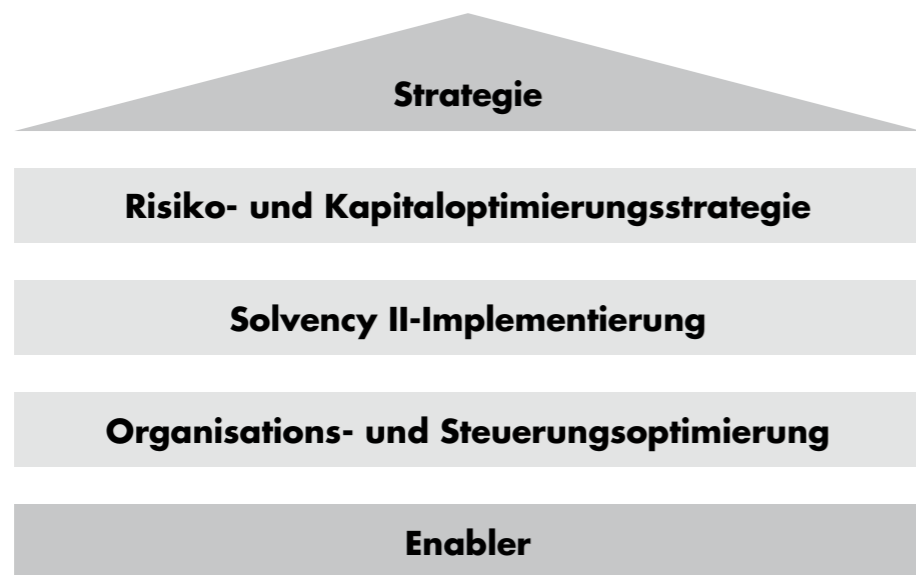 Strategie
Risiko- und Kapitaloptimierungsstrategie
Solvency II-Implementierung
Organisations- und Steuerungsoptimierung
Enabler